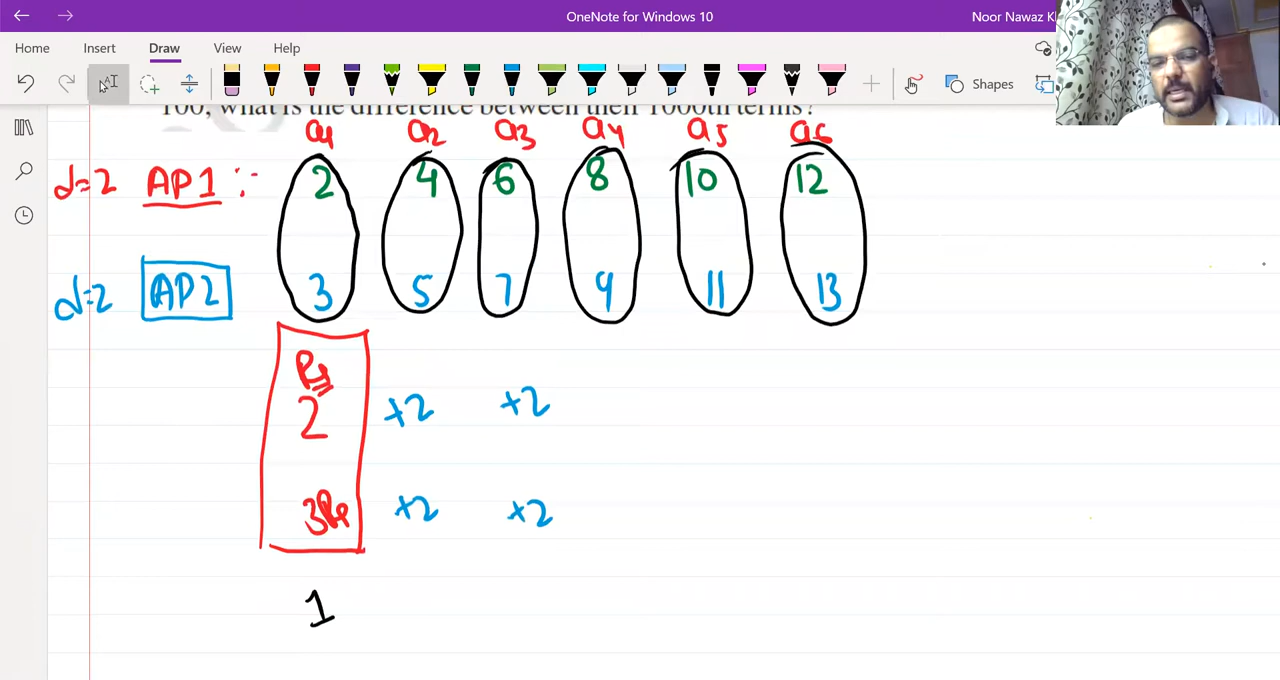 OneNote for Windows 10
Noor Nawaz
Home Insert Draw View Help
Shapes
100, what is the difference between their 1000th terms?
a1 a2 a3 a4 a5 a6
d=2 AP1 :- 2 4 6 8 10 12
d=2 AP2 3 5 7 9 11 13
Rs
2 +2 +2
3Rs +2 +2
1